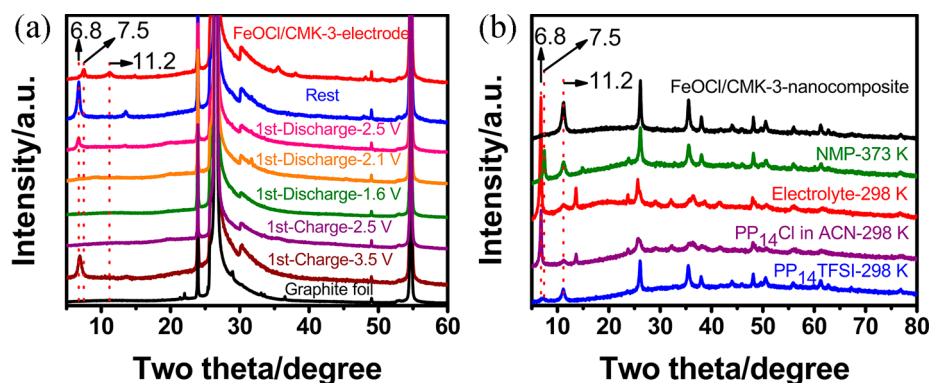 (a)
6.8
7.5
11.2
FeOCl/CMK-3-electrode
Rest
1st-Discharge-2.5 V
1st-Discharge-2.1 V
1st-Discharge-1.6 V
1st-Charge-2.5 V
1st-Charge-3.5 V
Graphite foil
Intensity/a.u.
10 20 30 40 50 60
Two theta/degree
(b)
6.8
7.5
11.2
FeOCl/CMK-3-nanocomposite
NMP-373 K
Electrolyte-298 K
PP14Cl in ACN-298 K
PP14TFSI-298 K
Intensity/a.u.
10 20 30 40 50 60 70 80
Two theta/degree